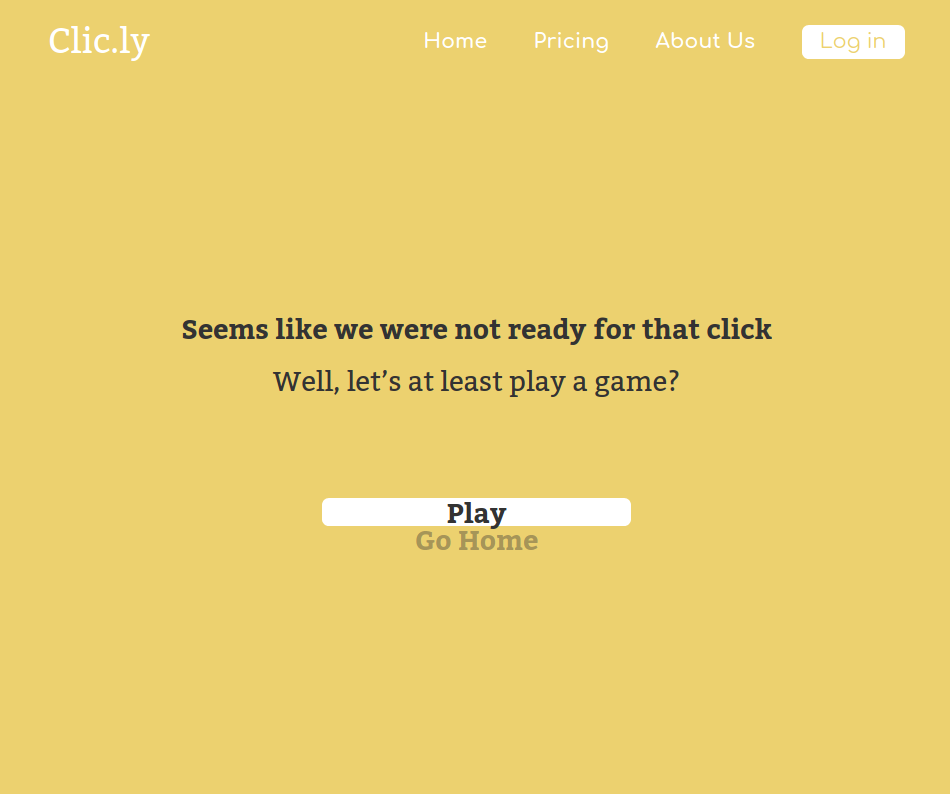 Clic.ly
Home Pricing About Us Log in
Seems like we were not ready for that click
Well, let’s at least play a game?
Play
Go Home